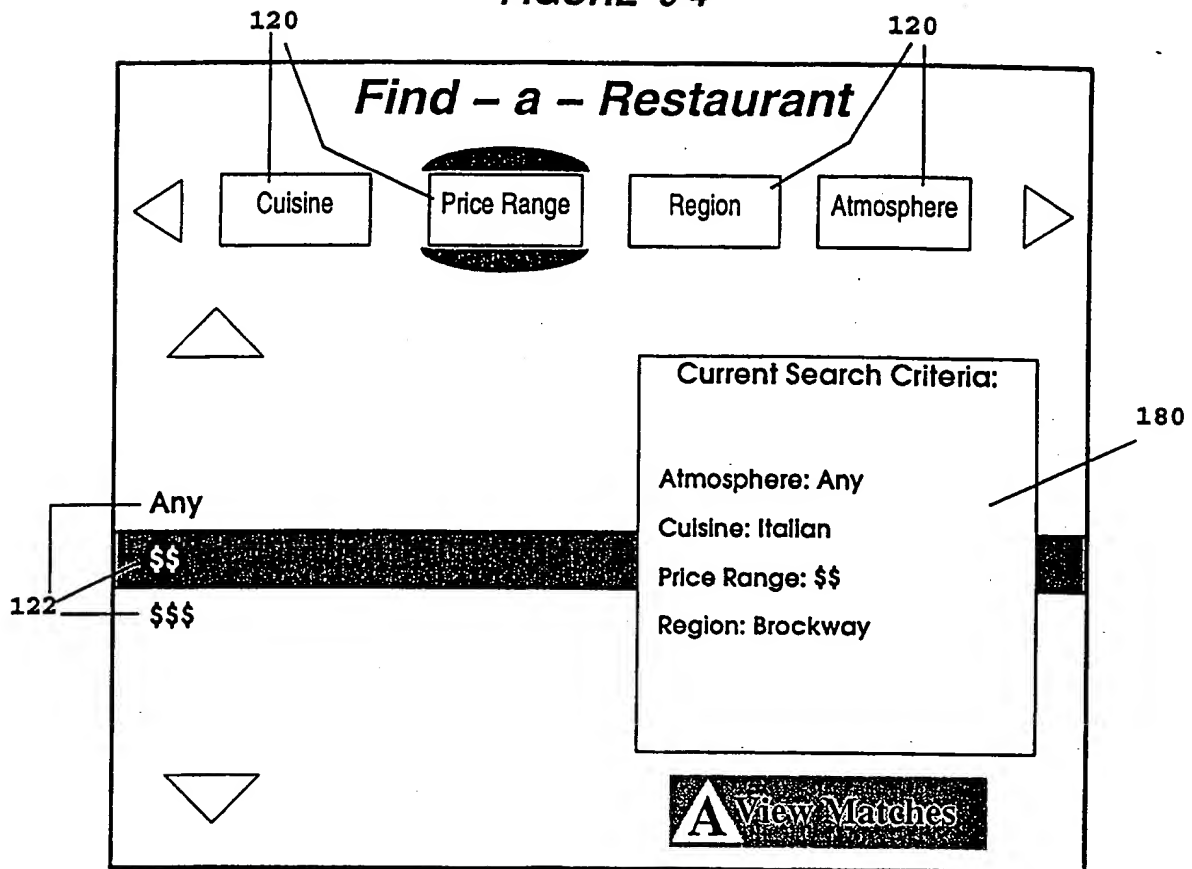 120
120
Find – a – Restaurant
Cuisine
Price Range
Region
Atmosphere
Current Search Criteria:
180
Atmosphere: Any
Any
Cuisine: Italian
$$
Price Range: $$
122
$$$
Region: Brockway
A View Matches